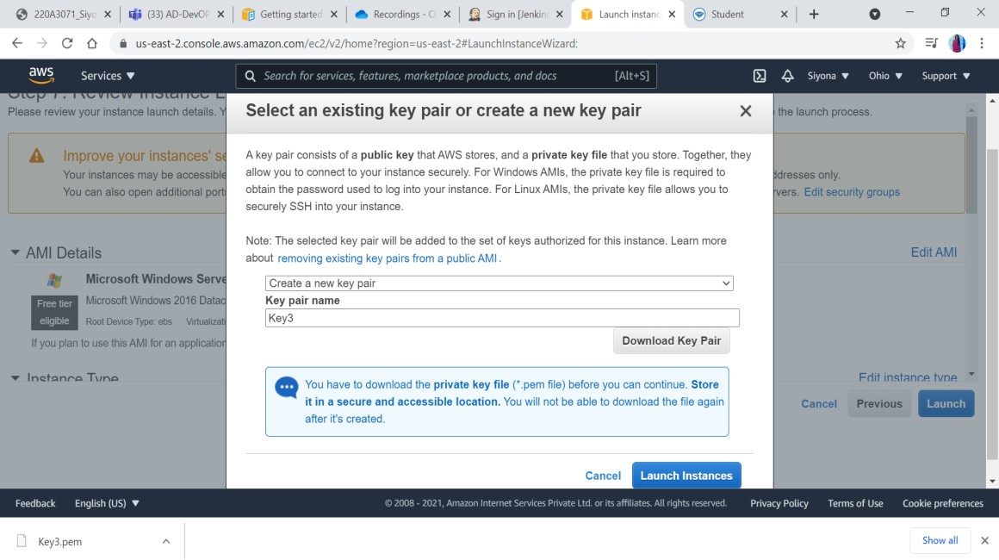 220A3071_Siyo
(33) AD-DevOP
Getting started
Recordings - O
Sign in [Jenkin
Launch instanc
Student
us-east-2.console.aws.amazon.com/ec2/v2/home?region=us-east-2#LaunchInstanceWizard:
aws
Services
Search for services, features, marketplace products, and docs
[Alt+S]
Siyona
Ohio
Support
Step 7: Review Instance L
Please review your instance launch details. Y
the launch process.
Select an existing key pair or create a new key pair
Improve your instances' se
Your instances may be accessible
ddresses only.
You can also open additional ports
rvers. Edit security groups
A key pair consists of a public key that AWS stores, and a private key file that you store. Together, they
allow you to connect to your instance securely. For Windows AMIs, the private key file is required to
obtain the password used to log into your instance. For Linux AMIs, the private key file allows you to
securely SSH into your instance.
Note: The selected key pair will be added to the set of keys authorized for this instance. Learn more
about removing existing key pairs from a public AMI .
AMI Details
Edit AMI
Microsoft Windows Serve
Free tier
eligible
Microsoft Windows 2016 Datac
Root Device Type: ebs Virtualizati
If you plan to use this AMI for an application
Create a new key pair
Key pair name
Key3
Download Key Pair
You have to download the private key file (*.pem file) before you can continue. Store
it in a secure and accessible location. You will not be able to download the file again
after it's created.
Instance Type
Edit instance type
Cancel
Previous
Launch
Cancel
Launch Instances
Feedback
English (US)
© 2008 - 2021, Amazon Internet Services Private Ltd. or its affiliates. All rights reserved.
Privacy Policy
Terms of Use
Cookie preferences
Key3.pem
Show all